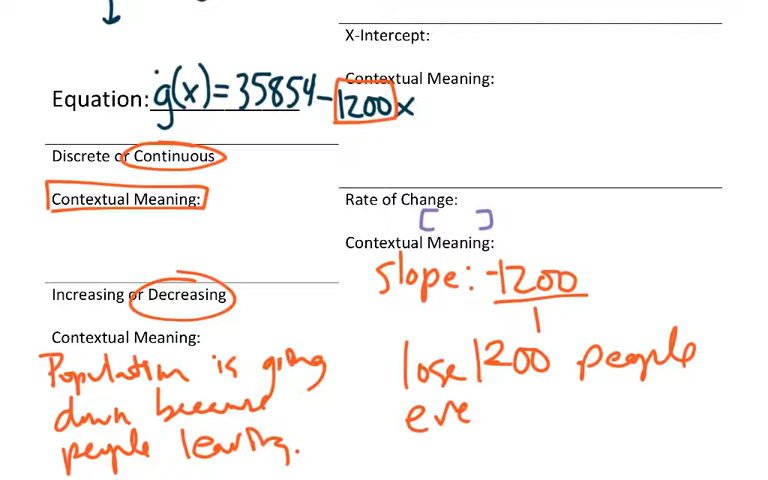 X-Intercept:
Contextual Meaning:
Equation: g(x) = 35854 - 1200x
Discrete or Continuous
Contextual Meaning:
Increasing or Decreasing
Contextual Meaning:
Population is going
down because
people leaving.
Rate of Change:
[ ]
Contextual Meaning:
slope: -1200
1
lose 1200 people
eve